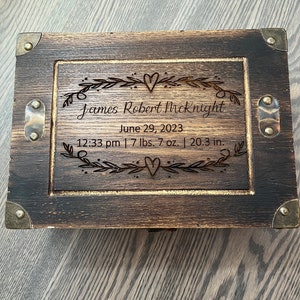 James Robert McKnight
June 29, 2023
12:33 pm | 7 lbs. 7 oz. | 20.3 in.